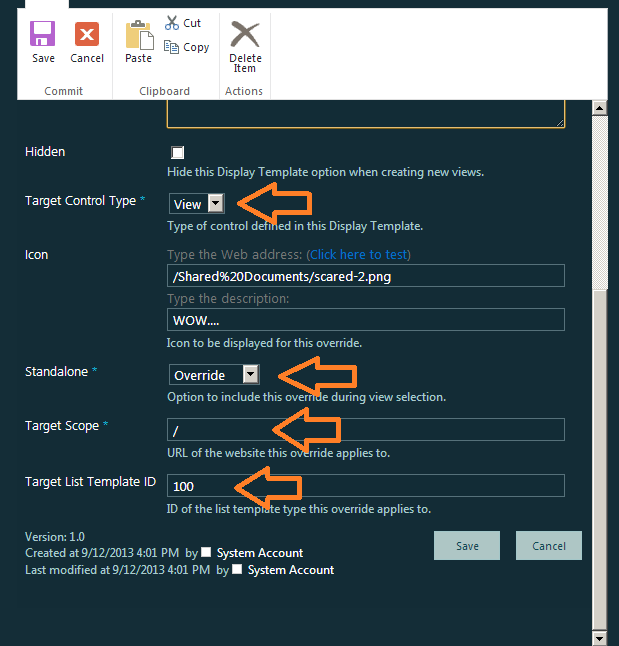 Save
Cancel
Paste
Cut
Copy
Delete
Item
Commit
Clipboard
Actions
Hidden
Hide this Display Template option when creating new views.
Target Control Type *
View
Type of control defined in this Display Template.
Icon
Type the Web address: (Click here to test)
/Shared%20Documents/scared-2.png
Type the description:
WOW....
Icon to be displayed for this override.
Standalone *
Override
Option to include this override during view selection.
Target Scope *
/
URL of the website this override applies to.
Target List Template ID
100
ID of the list template type this override applies to.
Version: 1.0
Created at 9/12/2013 4:01 PM by System Account
Last modified at 9/12/2013 4:01 PM by System Account
Save
Cancel